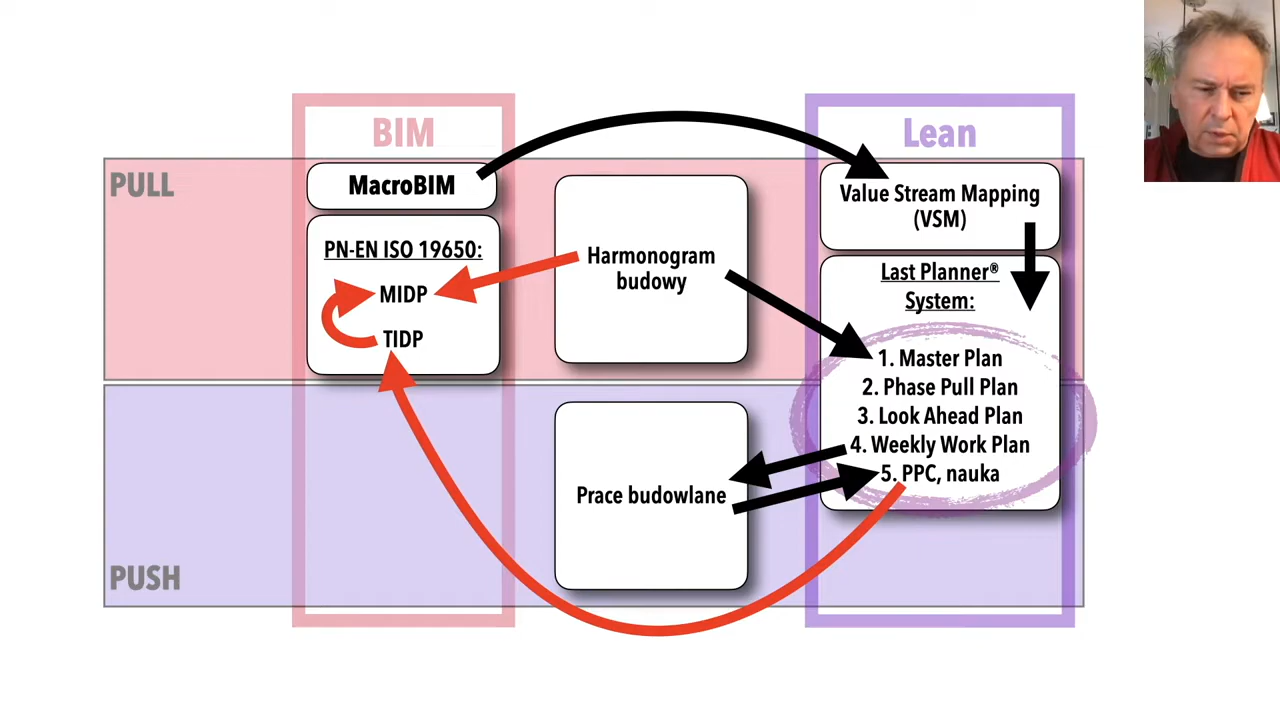 BIM
Lean
PULL
MacroBIM
PN-EN ISO 19650:
MIDP
TIDP
Harmonogram
budowy
Value Stream Mapping
(VSM)
Last Planner®
System:
1. Master Plan
2. Phase Pull Plan
3. Look Ahead Plan
4. Weekly Work Plan
5. PPC, nauka
Prace budowlane
PUSH